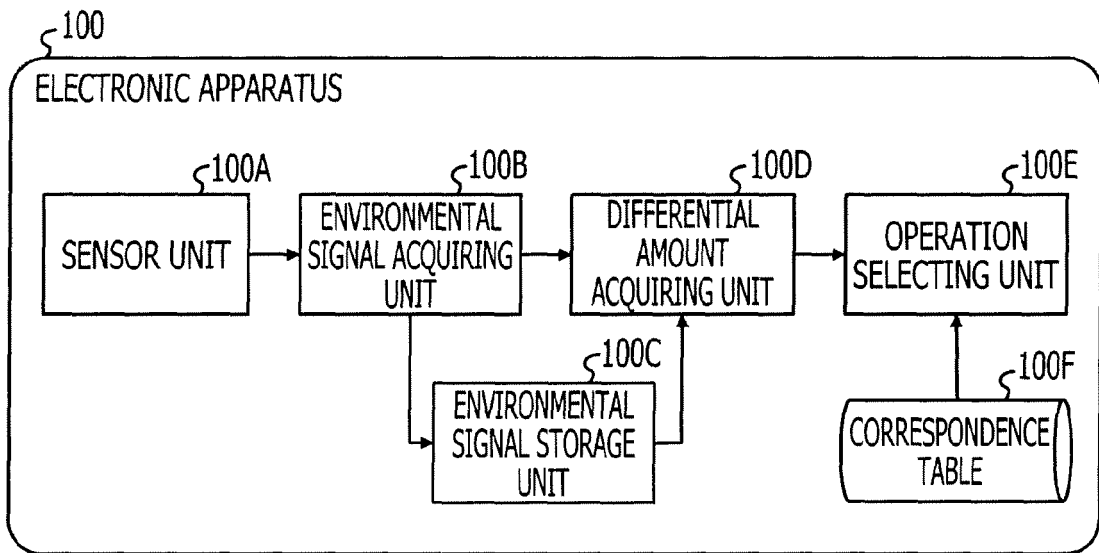 100
ELECTRONIC APPARATUS
100A
SENSOR UNIT
100B
ENVIRONMENTAL
SIGNAL ACQUIRING
UNIT
100D
DIFFERENTIAL
AMOUNT
ACQUIRING UNIT
100E
OPERATION
SELECTING UNIT
100C
ENVIRONMENTAL
SIGNAL STORAGE
UNIT
100F
CORRESPONDENCE
TABLE